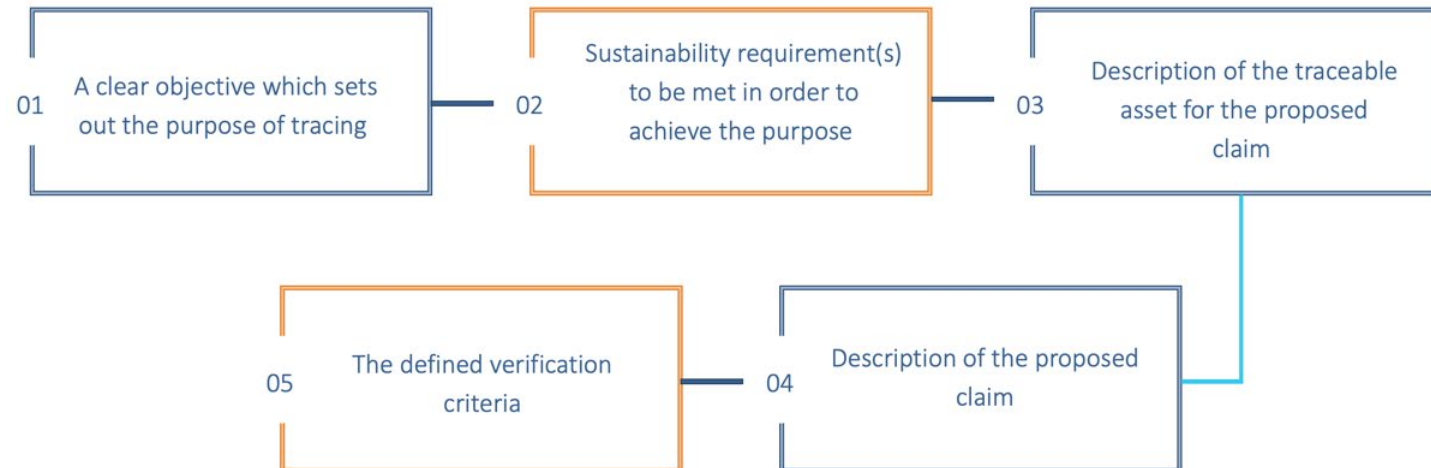 01
A clear objective which sets
out the purpose of tracing
02
Sustainability requirement(s)
to be met in order to
achieve the purpose
03
Description of the traceable
asset for the proposed
claim
04
Description of the proposed
claim
05
The defined verification
criteria